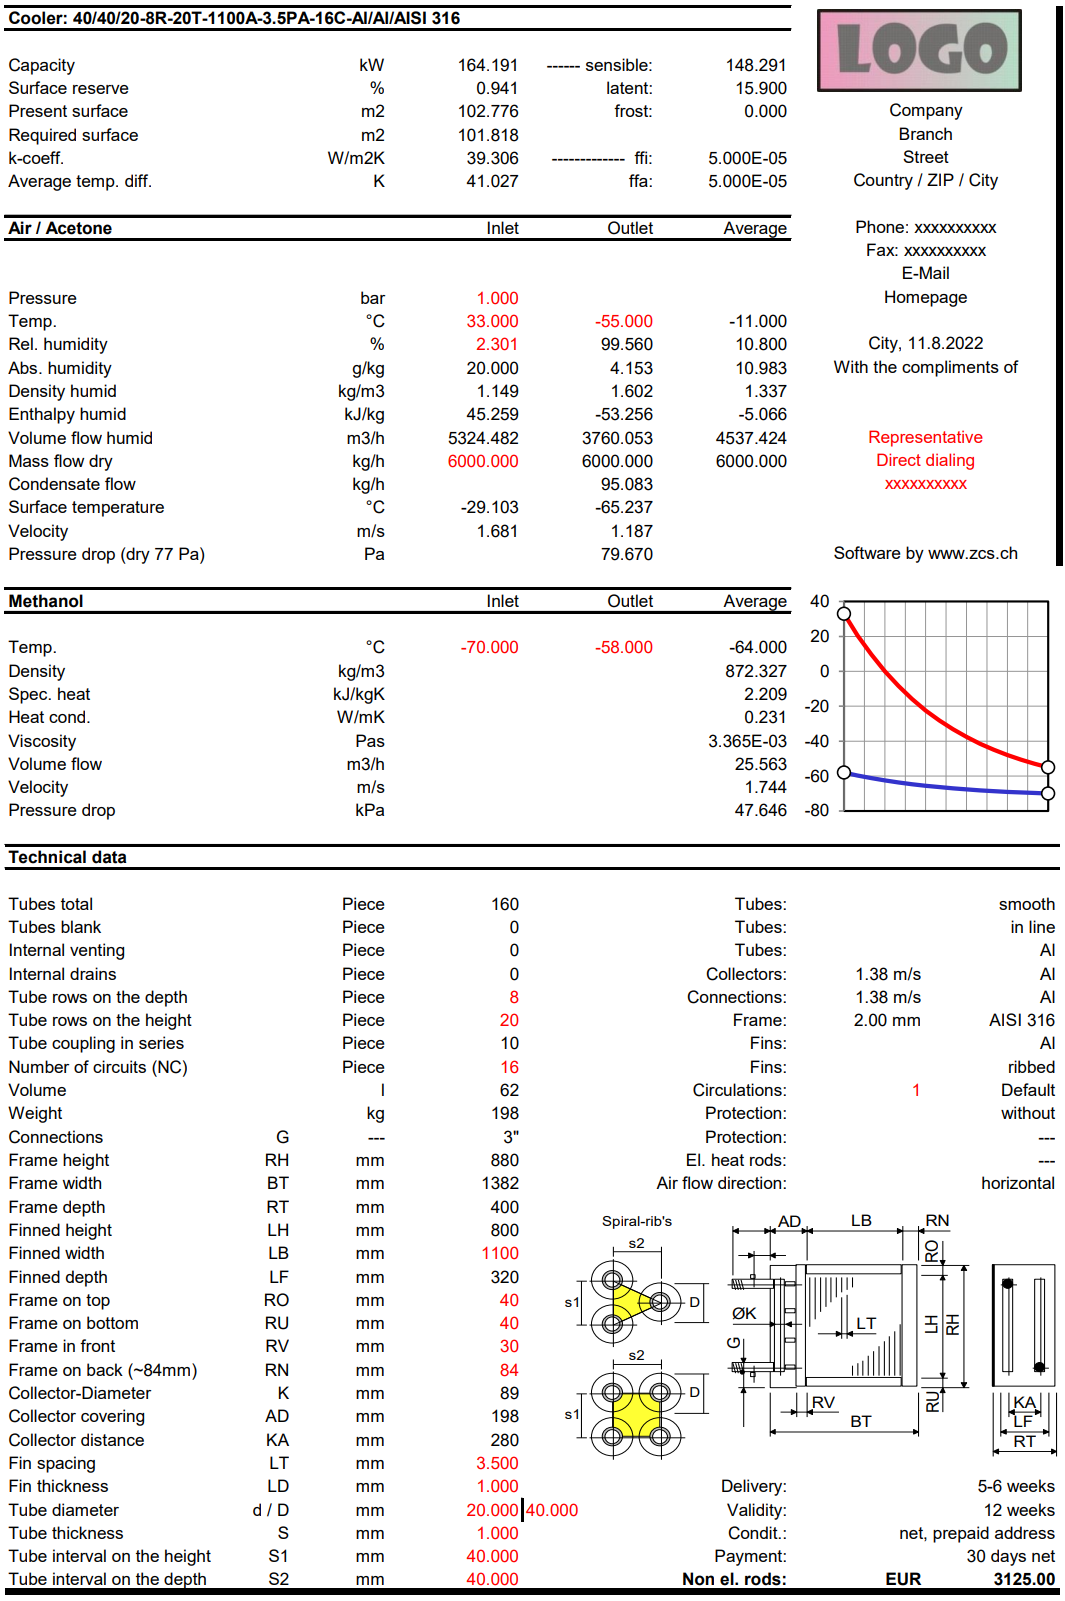 Cooler: 40/40/20-8R-20T-1100A-3.5PA-16C-Al/Al/AISI 316
LOGO
Capacity kW 164.191 ------ sensible: 148.291
Surface reserve % 0.941 latent: 15.900
Present surface m2 102.776 frost: 0.000
Company
Required surface m2 101.818
Branch
k-coeff. W/m2K 39.306 ------------- ffi: 5.000E-05
Street
Average temp. diff. K 41.027 ffa: 5.000E-05
Country / ZIP / City
Air / Acetone Inlet Outlet Average
Phone: xxxxxxxxxx
Fax: xxxxxxxxxx
E-Mail
Homepage
Pressure bar 1.000
Temp. °C 33.000 -55.000 -11.000
Rel. humidity % 2.301 99.560 10.800
City, 11.8.2022
Abs. humidity g/kg 20.000 4.153 10.983
With the compliments of
Density humid kg/m3 1.149 1.602 1.337
Enthalpy humid kJ/kg 45.259 -53.256 -5.066
Volume flow humid m3/h 5324.482 3760.053 4537.424
Representative
Mass flow dry kg/h 6000.000 6000.000 6000.000
Direct dialing
Condensate flow kg/h 95.083
xxxxxxxxxx
Surface temperature °C -29.103 -65.237
Velocity m/s 1.681 1.187
Pressure drop (dry 77 Pa) Pa 79.670
Software by www.zcs.ch
Methanol Inlet Outlet Average
Temp. °C -70.000 -58.000 -64.000
Density kg/m3 872.327
Spec. heat kJ/kgK 2.209
Heat cond. W/mK 0.231
Viscosity Pas 3.365E-03
Volume flow m3/h 25.563
Velocity m/s 1.744
Pressure drop kPa 47.646
40
20
0
-20
-40
-60
-80
Technical data
Tubes total Piece 160 Tubes: smooth
Tubes blank Piece 0 Tubes: in line
Internal venting Piece 0 Tubes: Al
Internal drains Piece 0 Collectors: 1.38 m/s Al
Tube rows on the depth Piece 8 Connections: 1.38 m/s Al
Tube rows on the height Piece 20 Frame: 2.00 mm AISI 316
Tube coupling in series Piece 10 Fins: Al
Number of circuits (NC) Piece 16 Fins: ribbed
Volume l 62 Circulations: 1 Default
Weight kg 198 Protection: without
Connections G --- 3" Protection: ---
Frame height RH mm 880 El. heat rods: ---
Frame width BT mm 1382 Air flow direction: horizontal
Frame depth RT mm 400
Finned height LH mm 800
Finned width LB mm 1100
Finned depth LF mm 320
Frame on top RO mm 40
Frame on bottom RU mm 40
Frame in front RV mm 30
Frame on back (~84mm) RN mm 84
Collector-Diameter K mm 89
Collector covering AD mm 198
Collector distance KA mm 280
Fin spacing LT mm 3.500
Spiral-rib's
s2
s1
D
s2
s1
D
AD LB RN
RO
ØK
LT
LH
RH
G
RV
RU
BT
KA
LF
RT
Fin thickness LD mm 1.000 Delivery: 5-6 weeks
Tube diameter d / D mm 20.000 40.000 Validity: 12 weeks
Tube thickness S mm 1.000 Condit.: net, prepaid address
Tube interval on the height S1 mm 40.000 Payment: 30 days net
Tube interval on the depth S2 mm 40.000 Non el. rods: EUR 3125.00